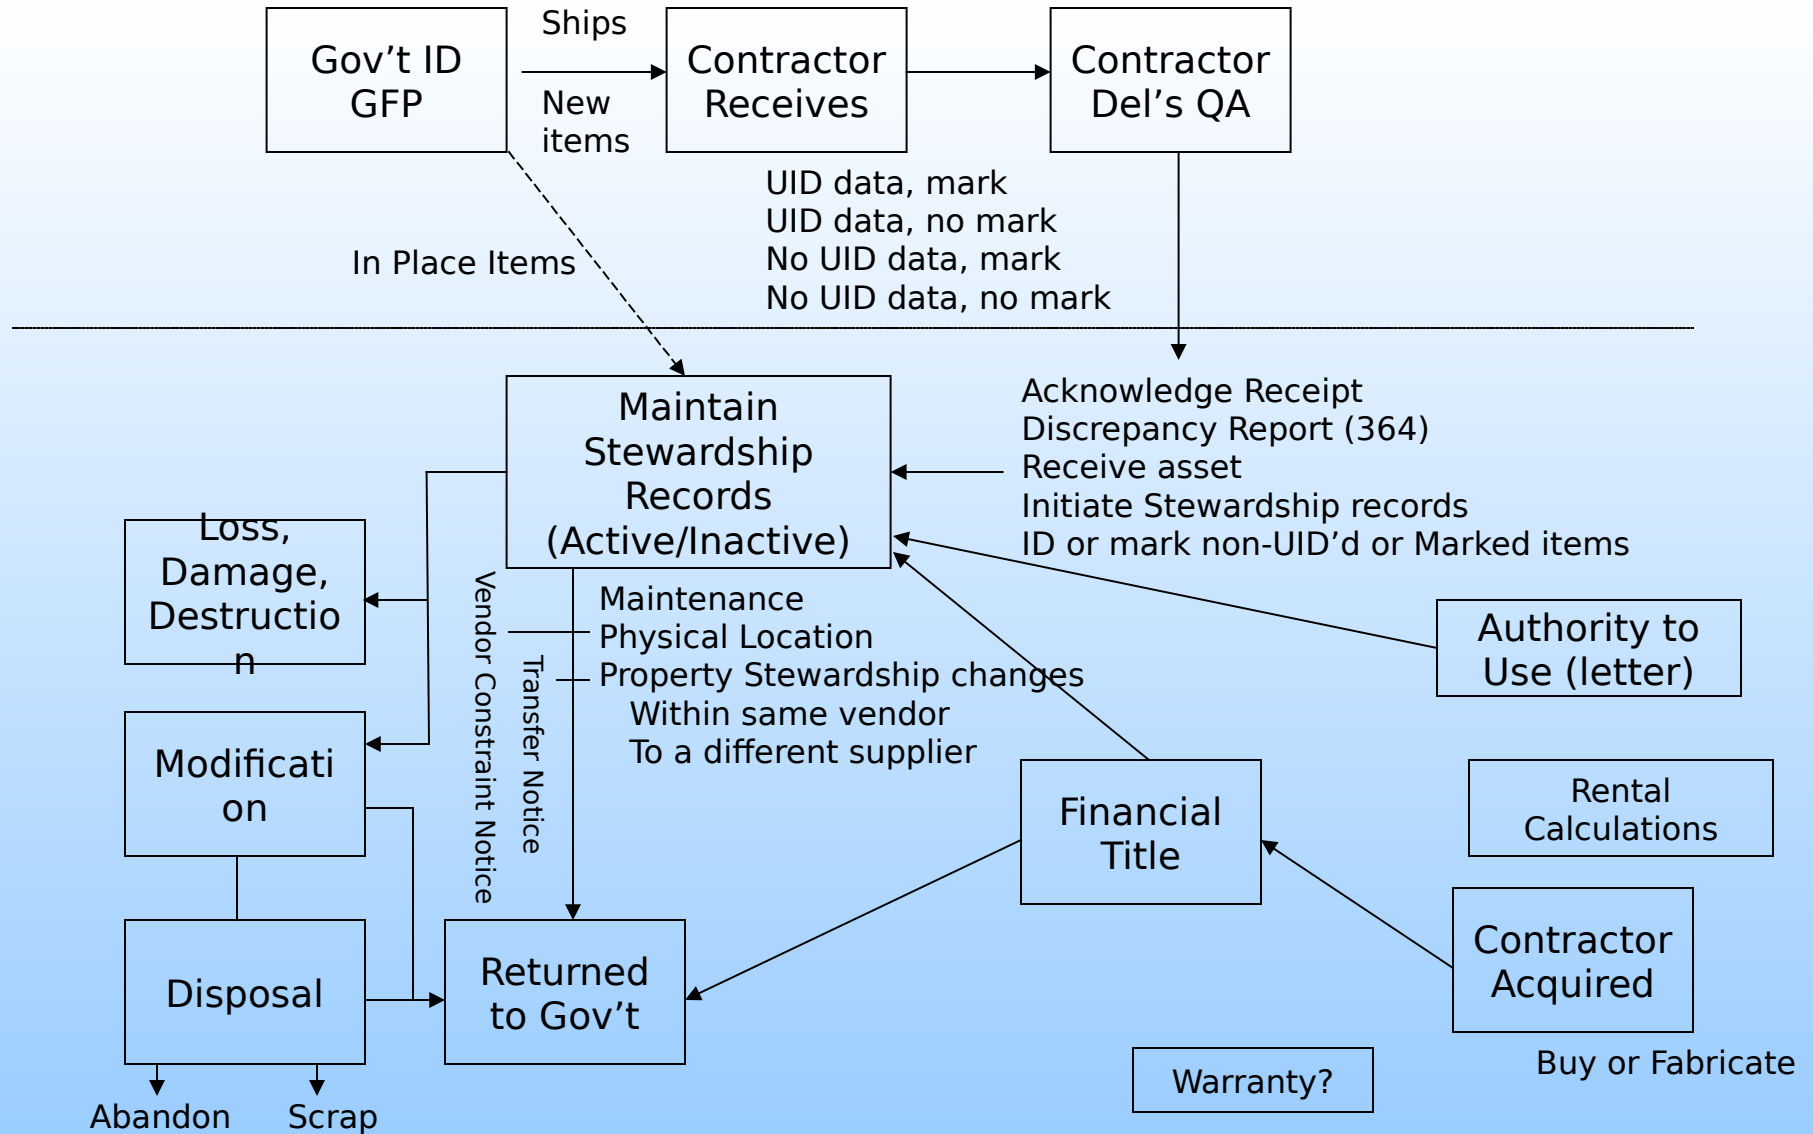 Ships
Gov’t ID
GFP
New
items
Contractor
Receives
Contractor
Del’s QA
UID data, mark
UID data, no mark
No UID data, mark
No UID data, no mark
In Place Items
Maintain
Stewardship
Records
(Active/Inactive)
Acknowledge Receipt
Discrepancy Report (364)
Receive asset
Initiate Stewardship records
ID or mark non-UID’d or Marked items
Loss,
Damage,
Destructio
n
Vendor Constraint Notice
Transfer Notice
Maintenance
Physical Location
Property Stewardship changes
Within same vendor
To a different supplier
Authority to
Use (letter)
Modificati
on
Financial
Title
Rental
Calculations
Disposal
Returned
to Gov’t
Contractor
Acquired
Buy or Fabricate
Warranty?
Abandon
Scrap